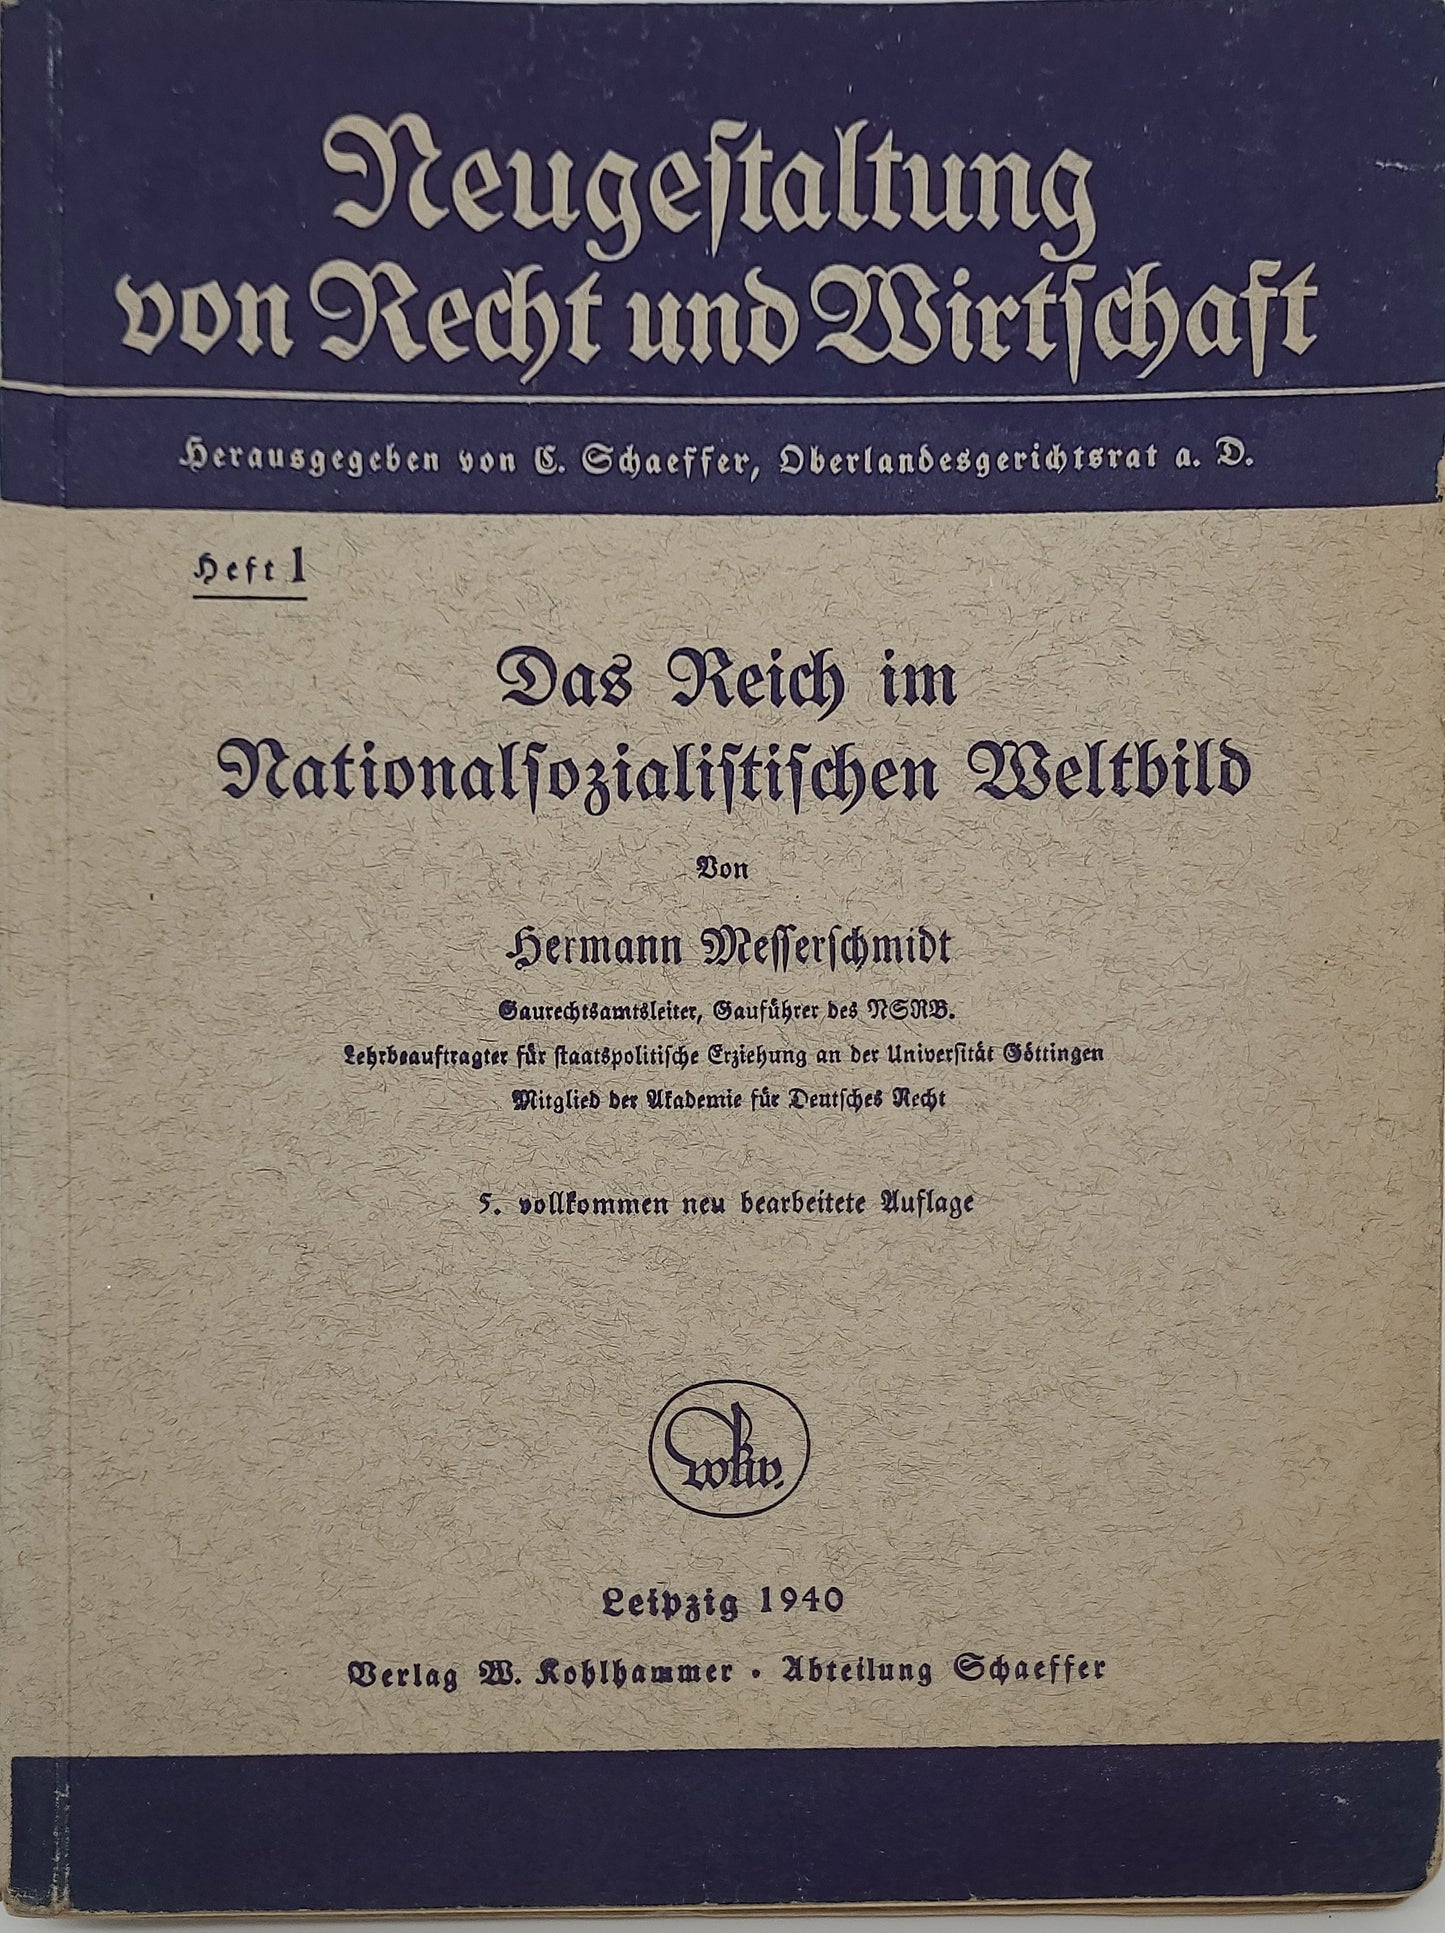 Neugestaltung
von Recht und Wirtschaft
Herausgegeben von C. Schaeffer, Oberlandesgerichtsrat a. D.
Heft 1
Das Reich im
Nationalsozialistischen Weltbild
Von
Hermann Messerschmidt
Gaurechtsamtsleiter, Gauführer des NSRB.
Lehrbeauftragter für staatspolitische Erziehung an der Universität Göttingen
Mitglied der Akademie für Deutsches Recht
5. vollkommen neu bearbeitete Auflage
wkv.
Leipzig 1940
Verlag W. Kohlhammer • Abteilung Schaeffer